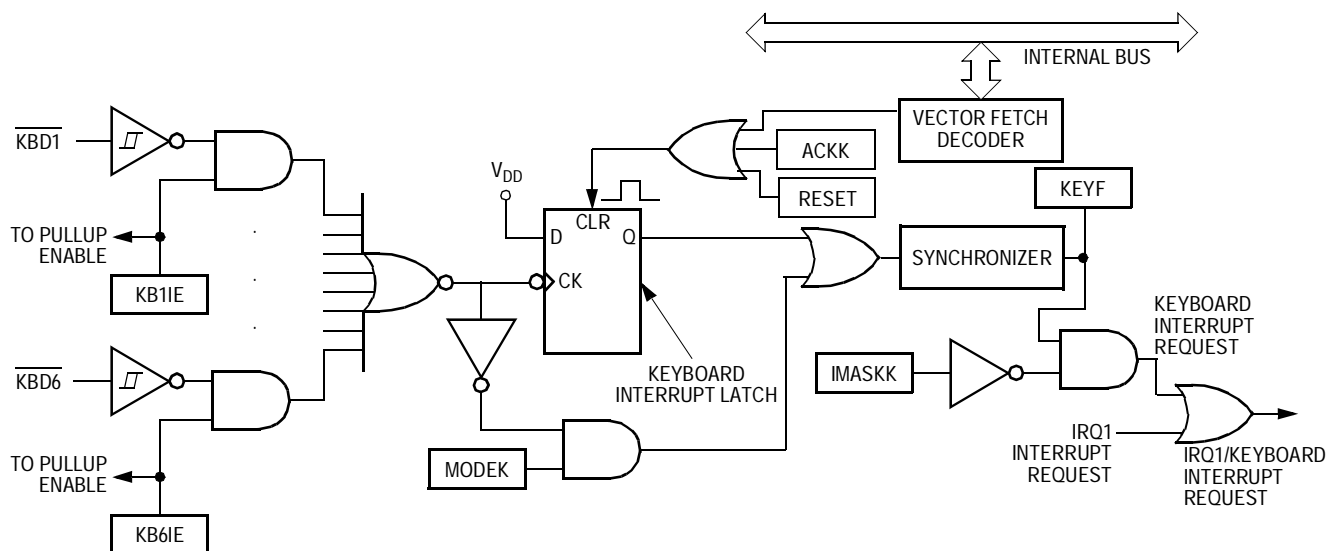 INTERNAL BUS
KBD1
VECTOR FETCH
DECODER
ACKK
RESET
KEYF
VDD
CLR
D
Q
CK
TO PULLUP
ENABLE
KB1IE
SYNCHRONIZER
KEYBOARD
INTERRUPT LATCH
KEYBOARD
INTERRUPT
REQUEST
KBD6
IMASKK
TO PULLUP
ENABLE
MODEK
IRQ1
INTERRUPT
REQUEST
IRQ1/KEYBOARD
INTERRUPT
REQUEST
KB6IE